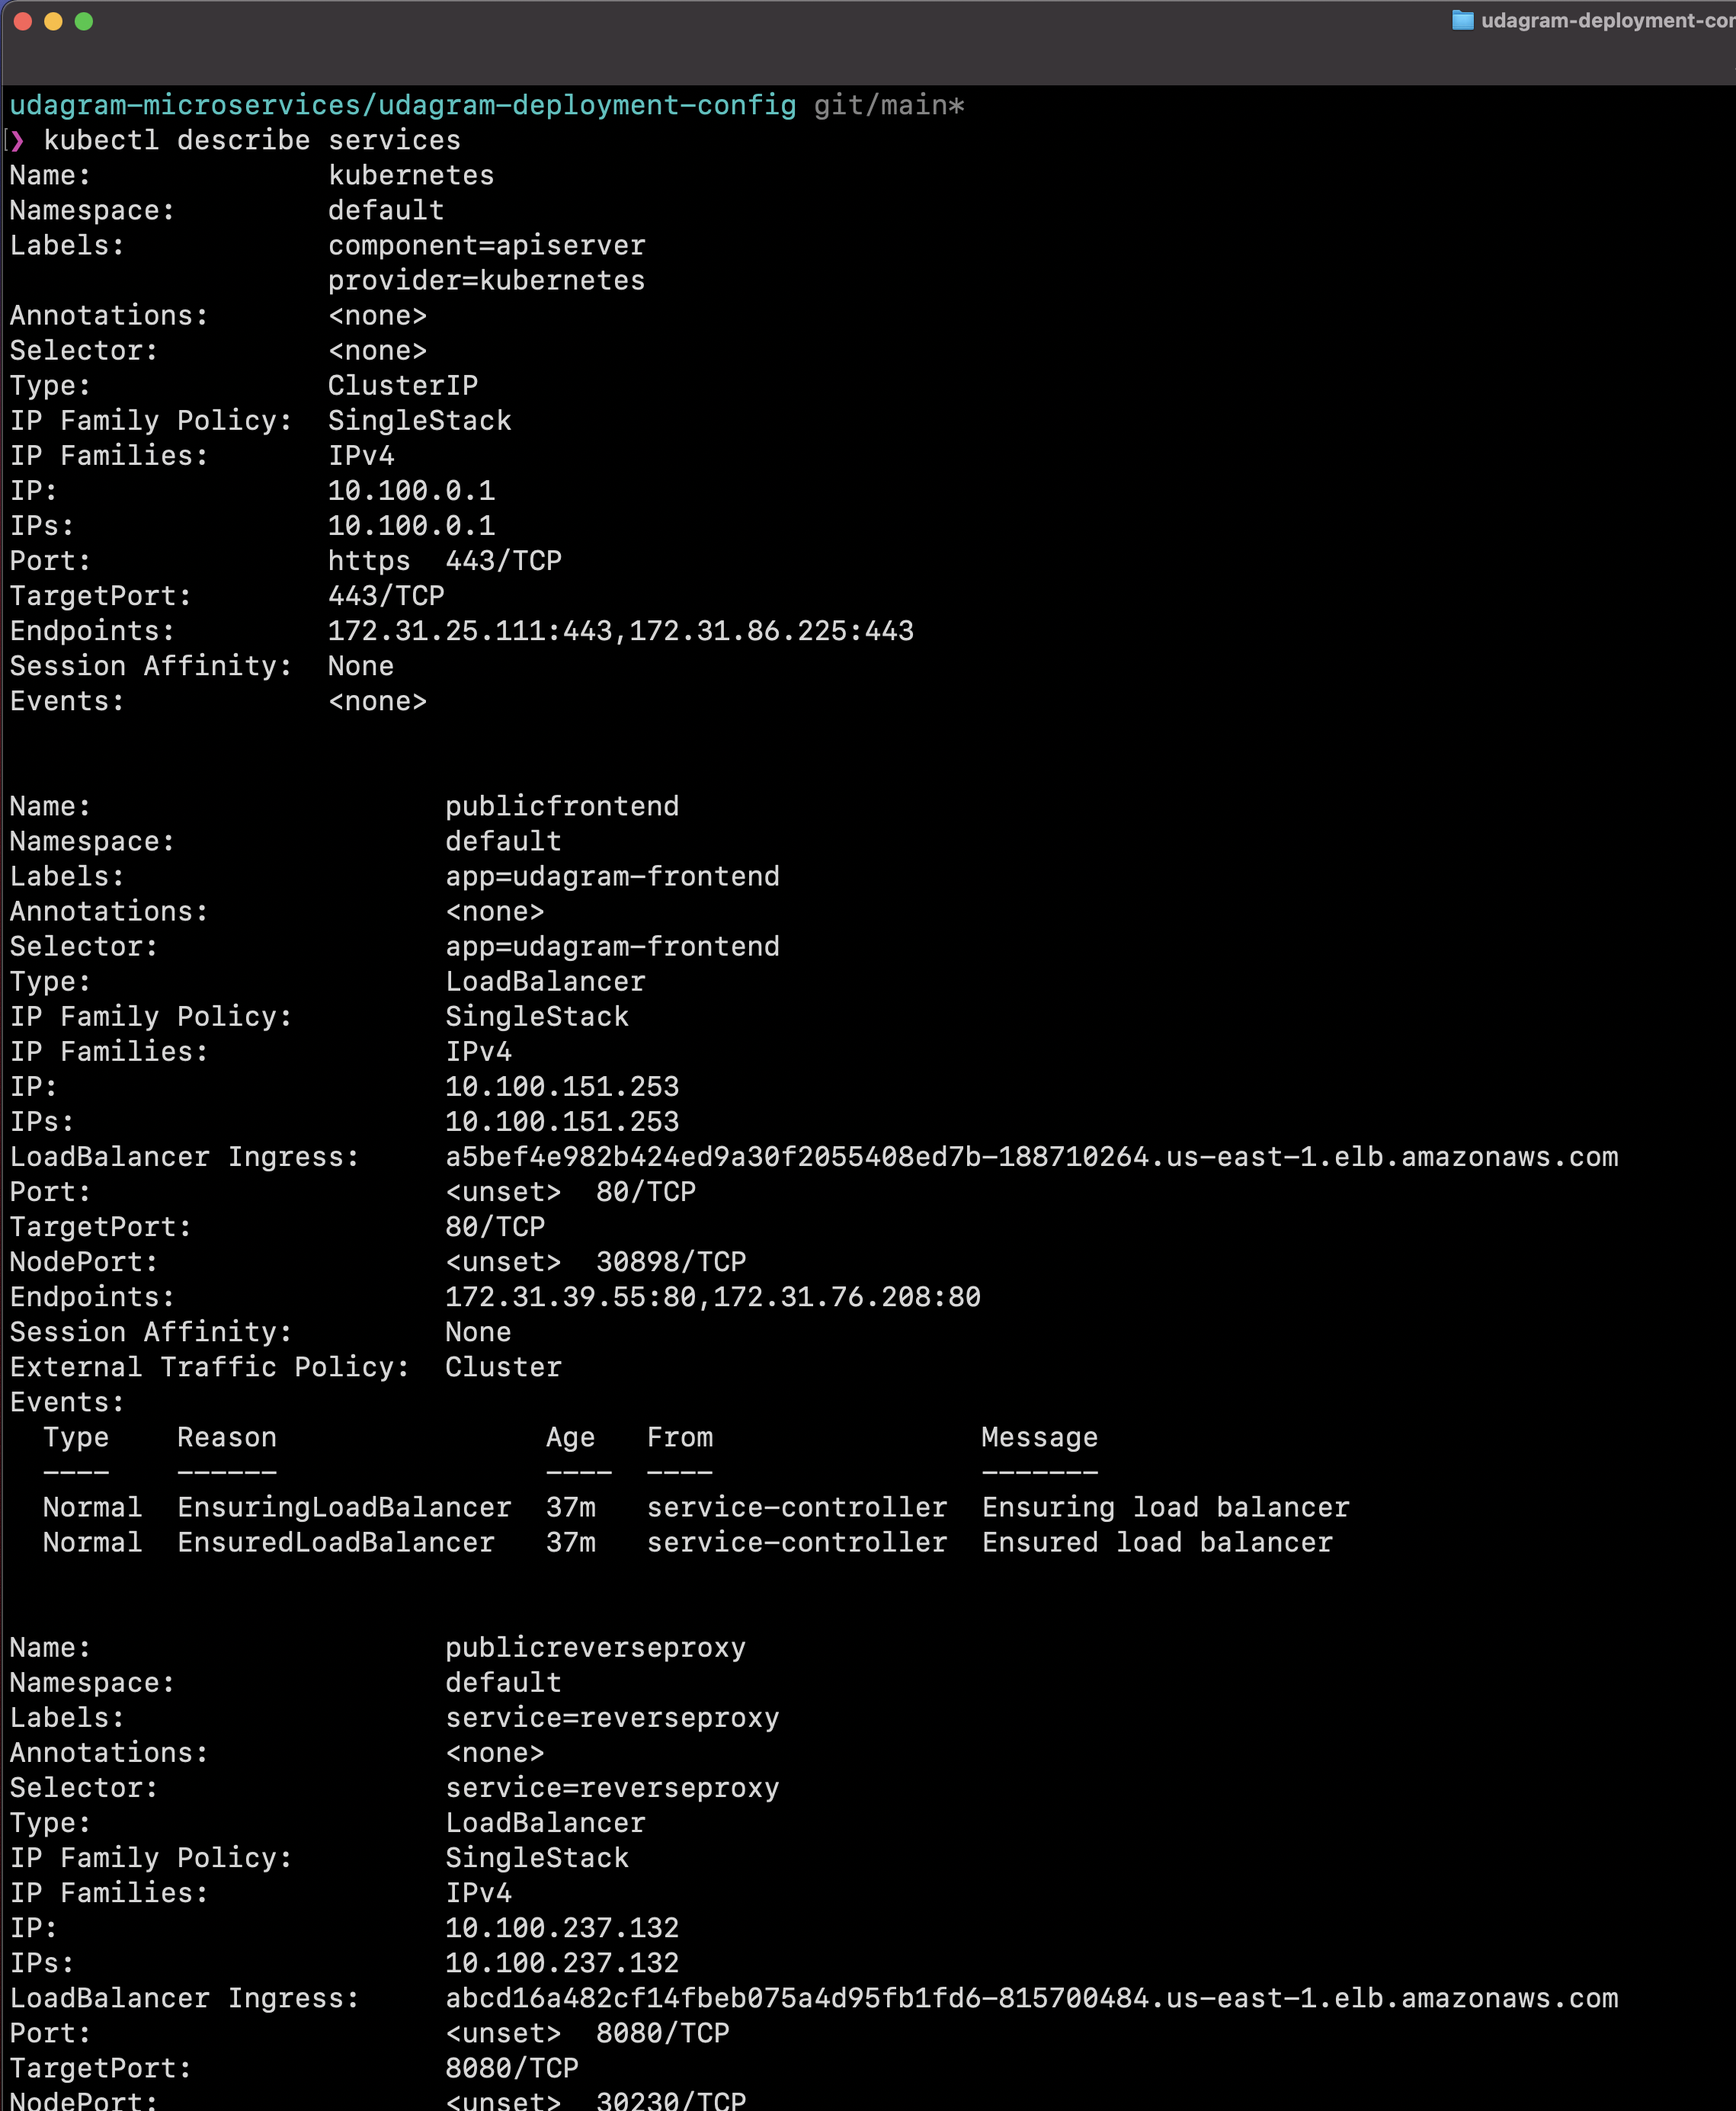 udagram-deployment-con
udagram-microservices/udagram-deployment-config git/main*
❯ kubectl describe services
Name:              kubernetes
Namespace:         default
Labels:            component=apiserver
                   provider=kubernetes
Annotations:       <none>
Selector:          <none>
Type:              ClusterIP
IP Family Policy:  SingleStack
IP Families:       IPv4
IP:                10.100.0.1
IPs:               10.100.0.1
Port:              https  443/TCP
TargetPort:        443/TCP
Endpoints:         172.31.25.111:443,172.31.86.225:443
Session Affinity:  None
Events:            <none>
Name:                     publicfrontend
Namespace:                default
Labels:                   app=udagram-frontend
Annotations:              <none>
Selector:                 app=udagram-frontend
Type:                     LoadBalancer
IP Family Policy:         SingleStack
IP Families:              IPv4
IP:                       10.100.151.253
IPs:                      10.100.151.253
LoadBalancer Ingress:     a5bef4e982b424ed9a30f2055408ed7b-188710264.us-east-1.elb.amazonaws.com
Port:                     <unset>  80/TCP
TargetPort:               80/TCP
NodePort:                 <unset>  30898/TCP
Endpoints:                172.31.39.55:80,172.31.76.208:80
Session Affinity:         None
External Traffic Policy:  Cluster
Events:
  Type    Reason                Age   From                Message
  ----    ------                ----  ----                -------
  Normal  EnsuringLoadBalancer  37m   service-controller  Ensuring load balancer
  Normal  EnsuredLoadBalancer   37m   service-controller  Ensured load balancer
Name:                     publicreverseproxy
Namespace:                default
Labels:                   service=reverseproxy
Annotations:              <none>
Selector:                 service=reverseproxy
Type:                     LoadBalancer
IP Family Policy:         SingleStack
IP Families:              IPv4
IP:                       10.100.237.132
IPs:                      10.100.237.132
LoadBalancer Ingress:     abcd16a482cf14fbeb075a4d95fb1fd6-815700484.us-east-1.elb.amazonaws.com
Port:                     <unset>  8080/TCP
TargetPort:               8080/TCP
NodePort:                 <unset>  30230/TCP